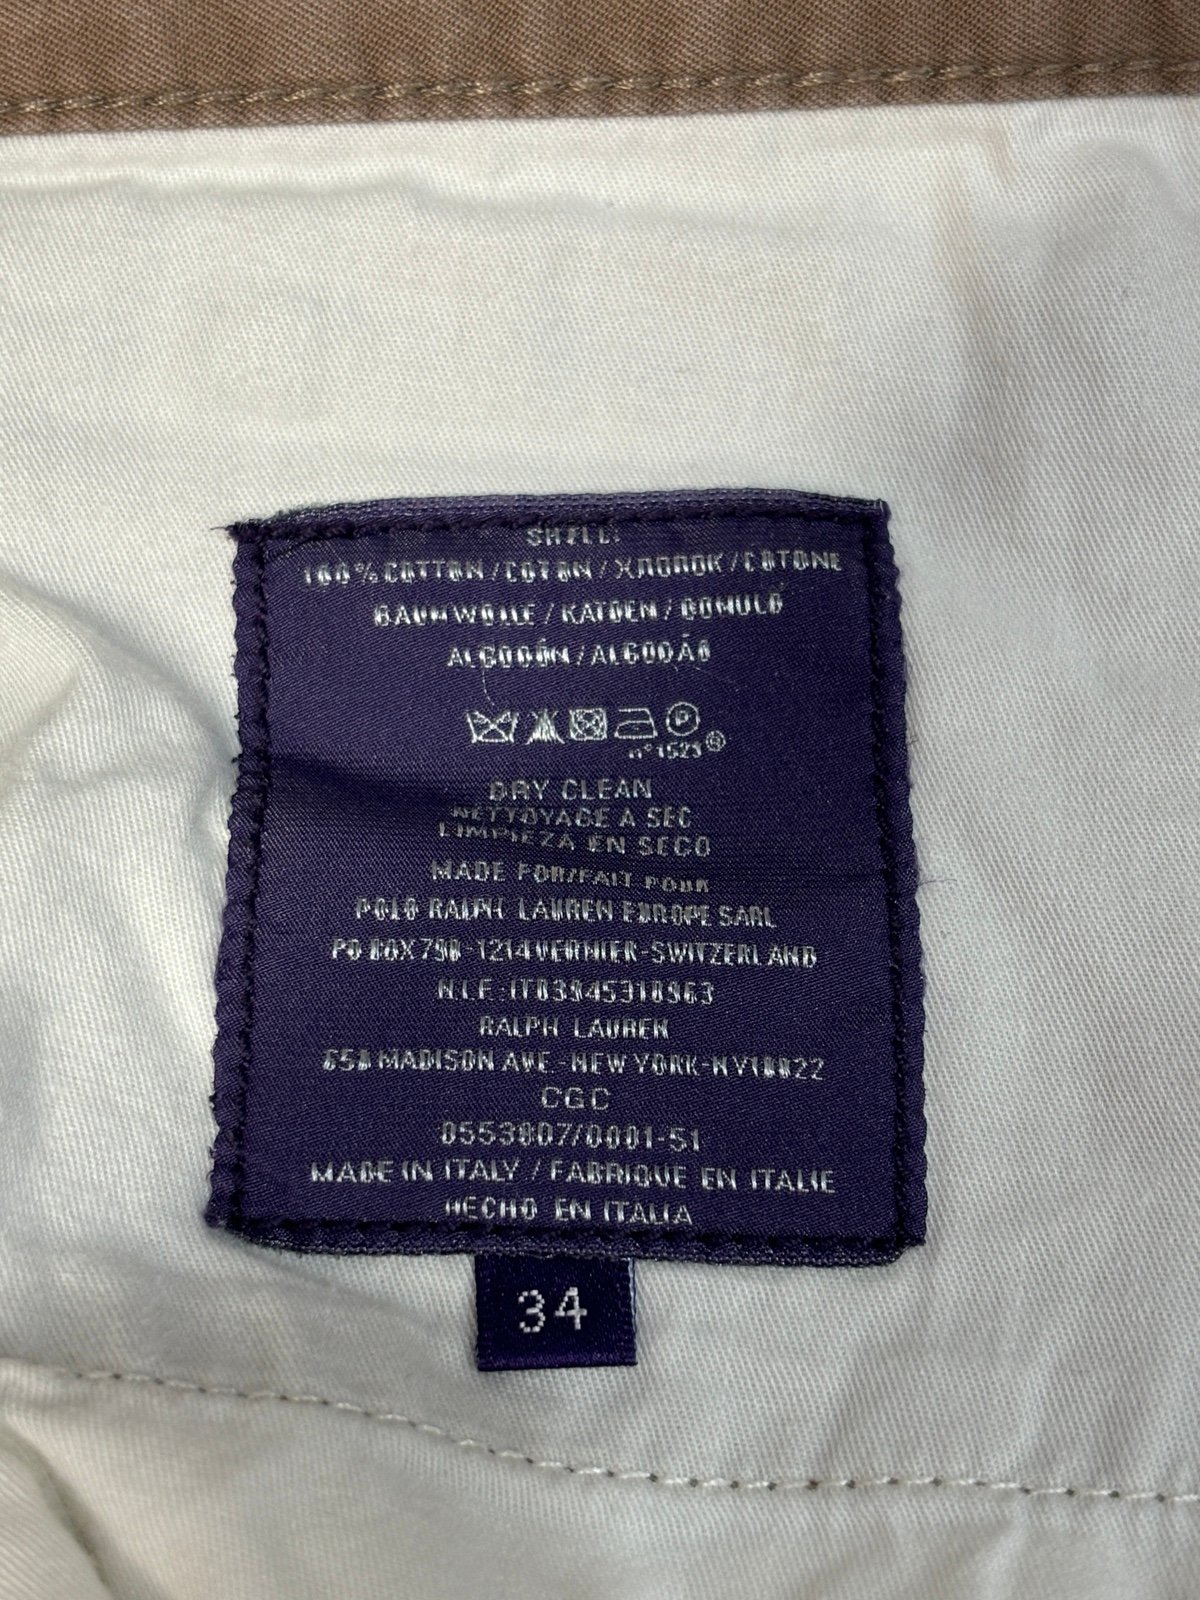 SHELL:
100% COTTON / COTON / ХЛОПОК / COTONE
BAUMWOLLE / KATOEN / BOMULD
ALGODÓN / ALGODÃO
P
n° 1523
DRY CLEAN
NETTOYAGE A SEC
LIMPIEZA EN SECO
MADE FOR/FAIT POUR
POLO RALPH LAUREN EUROPE SARL
PO BOX 790-1214 VERNIER-SWITZERLAND
N.I.F: IT03945310963
RALPH LAUREN
650 MADISON AVE.-NEW YORK-NY10022
CGC
0553807/0001-51
MADE IN ITALY / FABRIQUE EN ITALIE
HECHO EN ITALIA
34